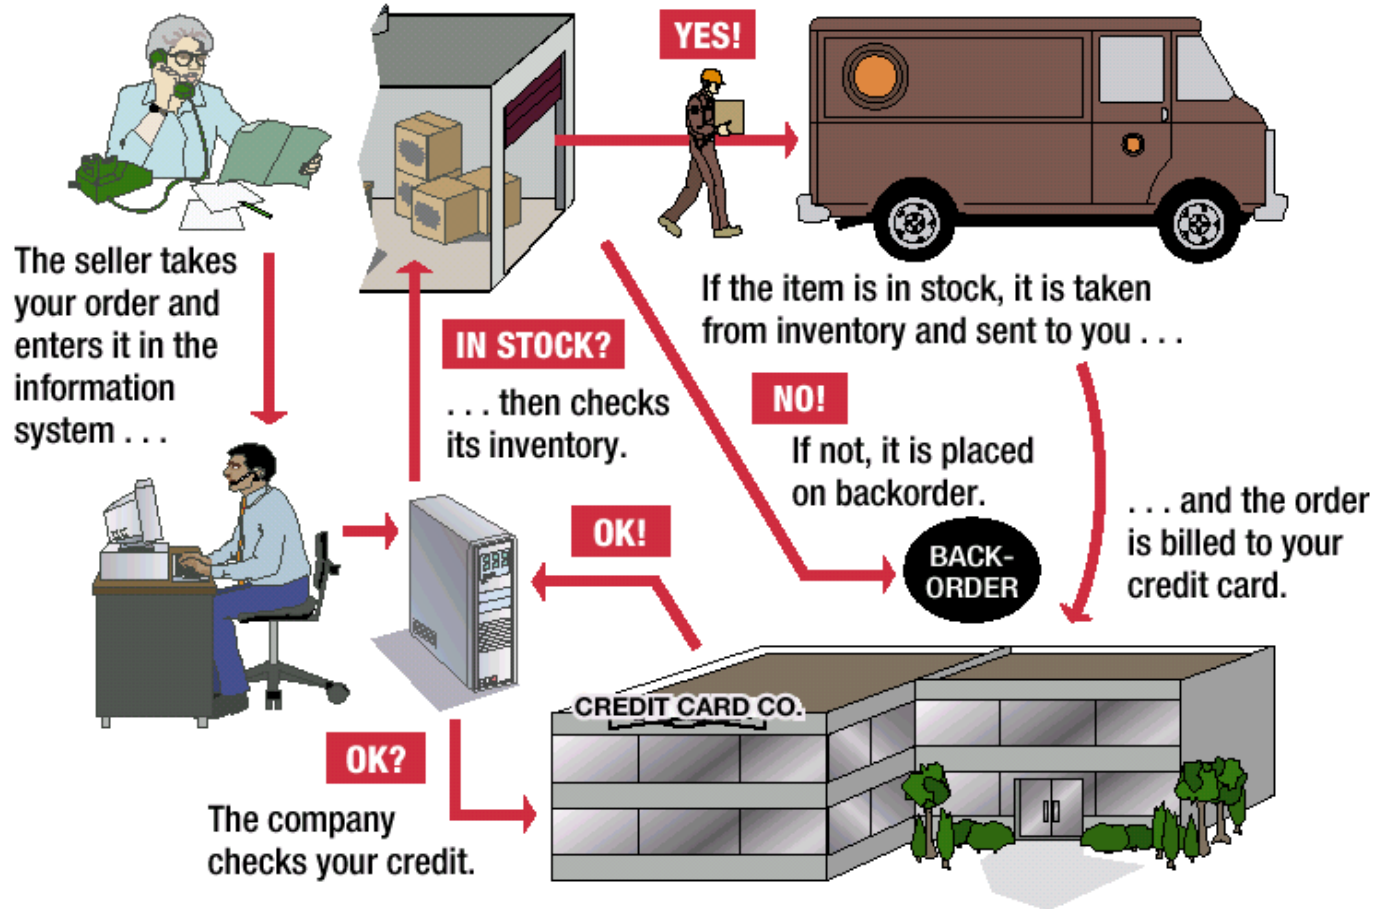 The seller takes
your order and
enters it in the
information
system . . .
OK?
The company
checks your credit.
CREDIT CARD CO.
OK!
IN STOCK?
. . . then checks
its inventory.
YES!
If the item is in stock, it is taken
from inventory and sent to you . . .
NO!
If not, it is placed
on backorder.
BACK-
ORDER
. . . and the order
is billed to your
credit card.